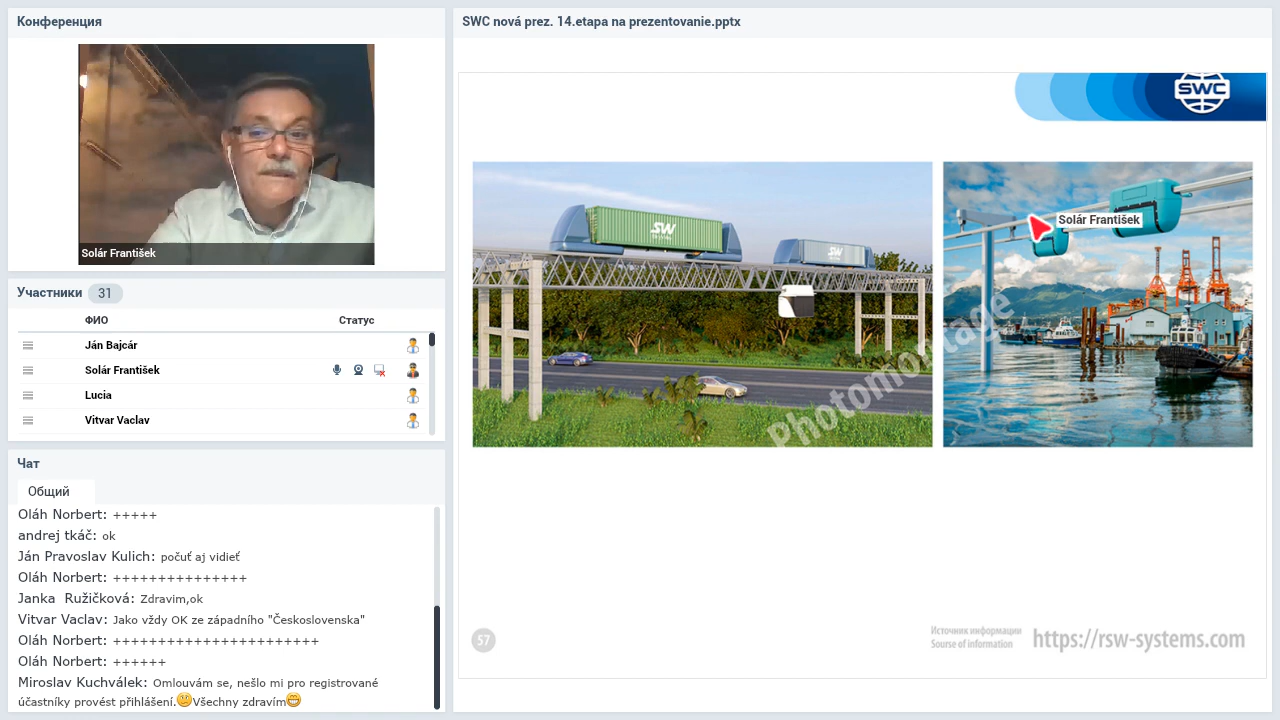 Конференция
Solár František
Участники 31
ФИО Статус
Ján Bajcár
Solár František
Lucia
Vitvar Vaclav
Чат
Общий
Oláh Norbert: +++++
andrej tkáč: ok
Ján Pravoslav Kulich: počuť aj vidieť
Oláh Norbert: +++++++++++++++
Janka Ružičková: Zdravim,ok
Vitvar Vaclav: Jako vždy OK ze západního "Československa"
Oláh Norbert: +++++++++++++++++++++++
Oláh Norbert: ++++++
Miroslav Kuchválek: Omlouvám se, nešlo mi pro registrované
účastníky provést přihlášení. Všechny zdravím
SWC nová prez. 14.etapa na prezentovanie.pptx
SWC
SW
SW
Solár František
Photomontage
57
Источник информации
Sourse of information
https://rsw-systems.com